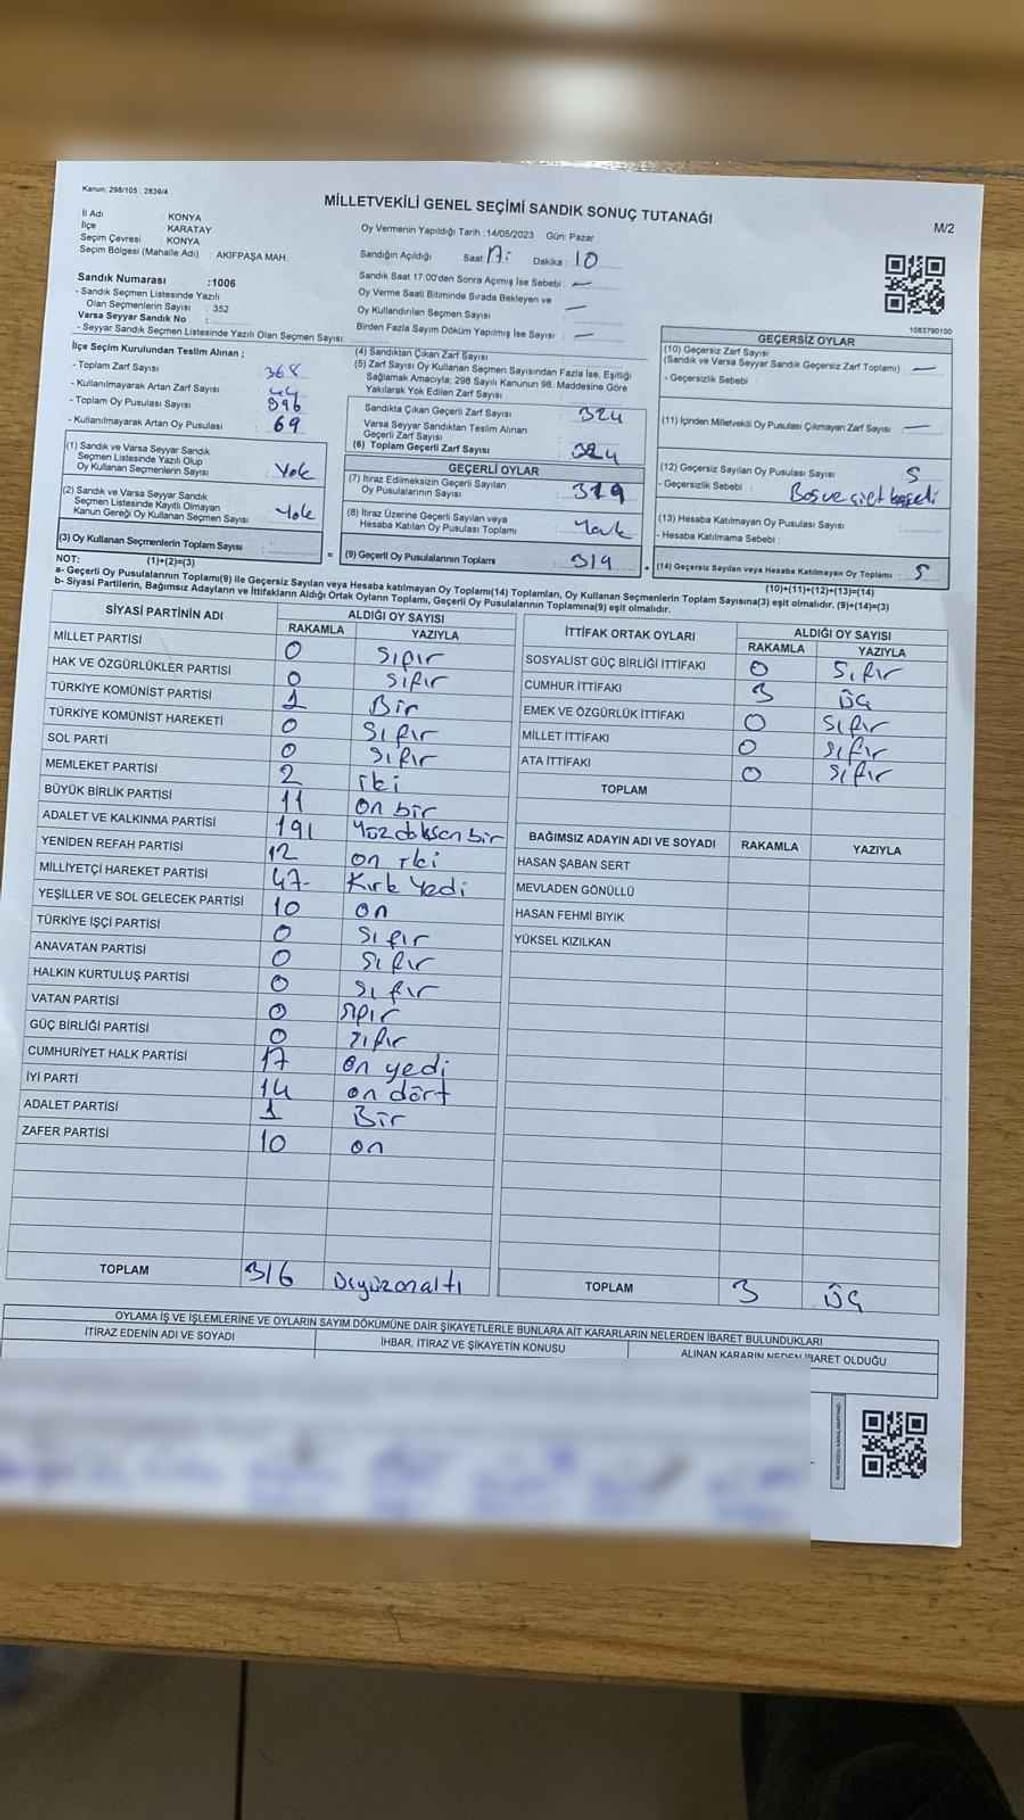 Kanun: 298/105 : 2839/4
MİLLETVEKİLİ GENEL SEÇİMİ SANDIK SONUÇ TUTANAĞI
M/2
İl Adı KONYA
İlçe KARATAY
Seçim Çevresi KONYA
Seçim Bölgesi (Mahalle Adı) : AKİFPAŞA MAH.
Sandık Numarası :1006
- Sandık Seçmen Listesinde Yazılı
Olan Seçmenlerin Sayısı : 352
Varsa Seyyar Sandık No :
- Seyyar Sandık Seçmen Listesinde Yazılı Olan Seçmen Sayısı:
Oy Vermenin Yapıldığı Tarih :14/05/2023 Gün: Pazar
Sandığın Açıldığı Saat 17: Dakika : 10
Sandık Saat 17.00'den Sonra Açılmış İse Sebebi : —
Oy Verme Saati Bitiminde Sırada Bekleyen ve
Oy Kullandırılan Seçmen Sayısı : —
Birden Fazla Sayım Döküm Yapılmış İse Sayısı : —
1083790100
İlçe Seçim Kurulundan Teslim Alınan ;
- Toplam Zarf Sayısı 368
- Kullanılmayarak Artan Zarf Sayısı 44
- Toplam Oy Pusulası Sayısı 396
- Kullanılmayarak Artan Oy Pusulası 69
(1) Sandık ve Varsa Seyyar Sandık
Seçmen Listesinde Yazılı Olup
Oy Kullanan Seçmenlerin Sayısı Yok
(2) Sandık ve Varsa Seyyar Sandık
Seçmen Listesinde Kayıtlı Olmayan
Kanun Gereği Oy Kullanan Seçmen Sayısı Yok
(3) Oy Kullanan Seçmenlerin Toplam Sayısı
(4) Sandıktan Çıkan Zarf Sayısı
(5) Zarf Sayısı Oy Kullanan Seçmen Sayısından Fazla İse, Eşitliği
Sağlamak Amacıyla; 298 Sayılı Kanunun 98. Maddesine Göre
Yakılarak Yok Edilen Zarf Sayısı
Sandıkta Çıkan Geçerli Zarf Sayısı 324
Varsa Seyyar Sandıktan Teslim Alınan
Geçerli Zarf Sayısı
(6) Toplam Geçerli Zarf Sayısı 324
GEÇERLİ OYLAR
(7) İtiraz Edilmeksizin Geçerli Sayılan
Oy Pusulalarının Sayısı 319
(8) İtiraz Üzerine Geçerli Sayılan veya
Hesaba Katılan Oy Pusulası Toplamı
= (9) Geçerli Oy Pusulalarının Toplamı 319
GEÇERSİZ OYLAR
(10) Geçersiz Zarf Sayısı
(Sandık ve Varsa Seyyar Sandık Geçersiz Zarf Toplamı) —
- Geçersizlik Sebebi
(11) İçinden Milletvekili Oy Pusulası Çıkmayan Zarf Sayısı —
(12) Geçersiz Sayılan Oy Pusulası Sayısı 5
- Geçersizlik Sebebi : Boş ve çift
(13) Hesaba Katılmayan Oy Pusulası Sayısı
- Hesaba Katılmama Sebebi :
+ (14) Geçersiz Sayılan veya Hesaba Katılmayan Oy Toplamı 5
NOT: (1)+(2)=(3)
(10)+(11)+(12)+(13)=(14)
a- Geçerli Oy Pusulalarının Toplamı(9) ile Geçersiz Sayılan veya Hesaba katılmayan Oy Toplamı(14) Toplamları, Oy Kullanan Seçmenlerin Toplam Sayısına(3) eşit olmalıdır. (9)+(14)=(3)
b- Siyasi Partilerin, Bağımsız Adayların ve İttifakların Aldığı Ortak Oyların Toplamı, Geçerli Oy Pusulalarının Toplamına(9) eşit olmalıdır.
SİYASİ PARTİNİN ADI ALDIĞI OY SAYISI
RAKAMLA YAZIYLA
MİLLET PARTİSİ 0 Sıfır
HAK VE ÖZGÜRLÜKLER PARTİSİ 0 Sıfır
TÜRKİYE KOMÜNİST PARTİSİ 1 Bir
TÜRKİYE KOMÜNİST HAREKETİ 0 Sıfır
SOL PARTİ 0 Sıfır
MEMLEKET PARTİSİ 2 iki
BÜYÜK BİRLİK PARTİSİ 11 on bir
ADALET VE KALKINMA PARTİSİ 191 Yüz doksen bir
YENİDEN REFAH PARTİSİ 12 on iki
MİLLİYETÇİ HAREKET PARTİSİ 47- Kırk Yedi
YEŞİLLER VE SOL GELECEK PARTİSİ 10 on
TÜRKİYE İŞÇİ PARTİSİ 0 Sıfır
ANAVATAN PARTİSİ 0 Sıfır
HALKIN KURTULUŞ PARTİSİ 0 Sıfır
VATAN PARTİSİ 0 sıfır
GÜÇ BİRLİĞİ PARTİSİ 0 sıfır
CUMHURİYET HALK PARTİSİ 17 on yedi
İYİ PARTİ 14 on dört
ADALET PARTİSİ 1 Bir
ZAFER PARTİSİ 10 on
TOPLAM 316 Üçyüzonaltı
İTTİFAK ORTAK OYLARI ALDIĞI OY SAYISI
RAKAMLA YAZIYLA
SOSYALİST GÜÇ BİRLİĞİ İTTİFAKI 0 Sıfır
CUMHUR İTTİFAKI 3 Üç
EMEK VE ÖZGÜRLÜK İTTİFAKI 0 Sıfır
MİLLET İTTİFAKI 0 Sıfır
ATA İTTİFAKI 0 Sıfır
TOPLAM
BAĞIMSIZ ADAYIN ADI VE SOYADI RAKAMLA YAZIYLA
HASAN ŞABAN SERT
MEVLADEN GÖNÜLLÜ
HASAN FEHMİ BIYIK
YÜKSEL KIZILKAN
TOPLAM 3 Üç
OYLAMA İŞ VE İŞLEMLERİNE VE OYLARIN SAYIM DÖKÜMÜNE DAİR ŞİKAYETLERLE BUNLARA AİT KARARLARIN NELERDEN İBARET BULUNDUKLARI
İTİRAZ EDENİN ADI VE SOYADI İHBAR, İTİRAZ VE ŞİKAYETİN KONUSU ALINAN KARARIN NEDEN İBARET OLDUĞU